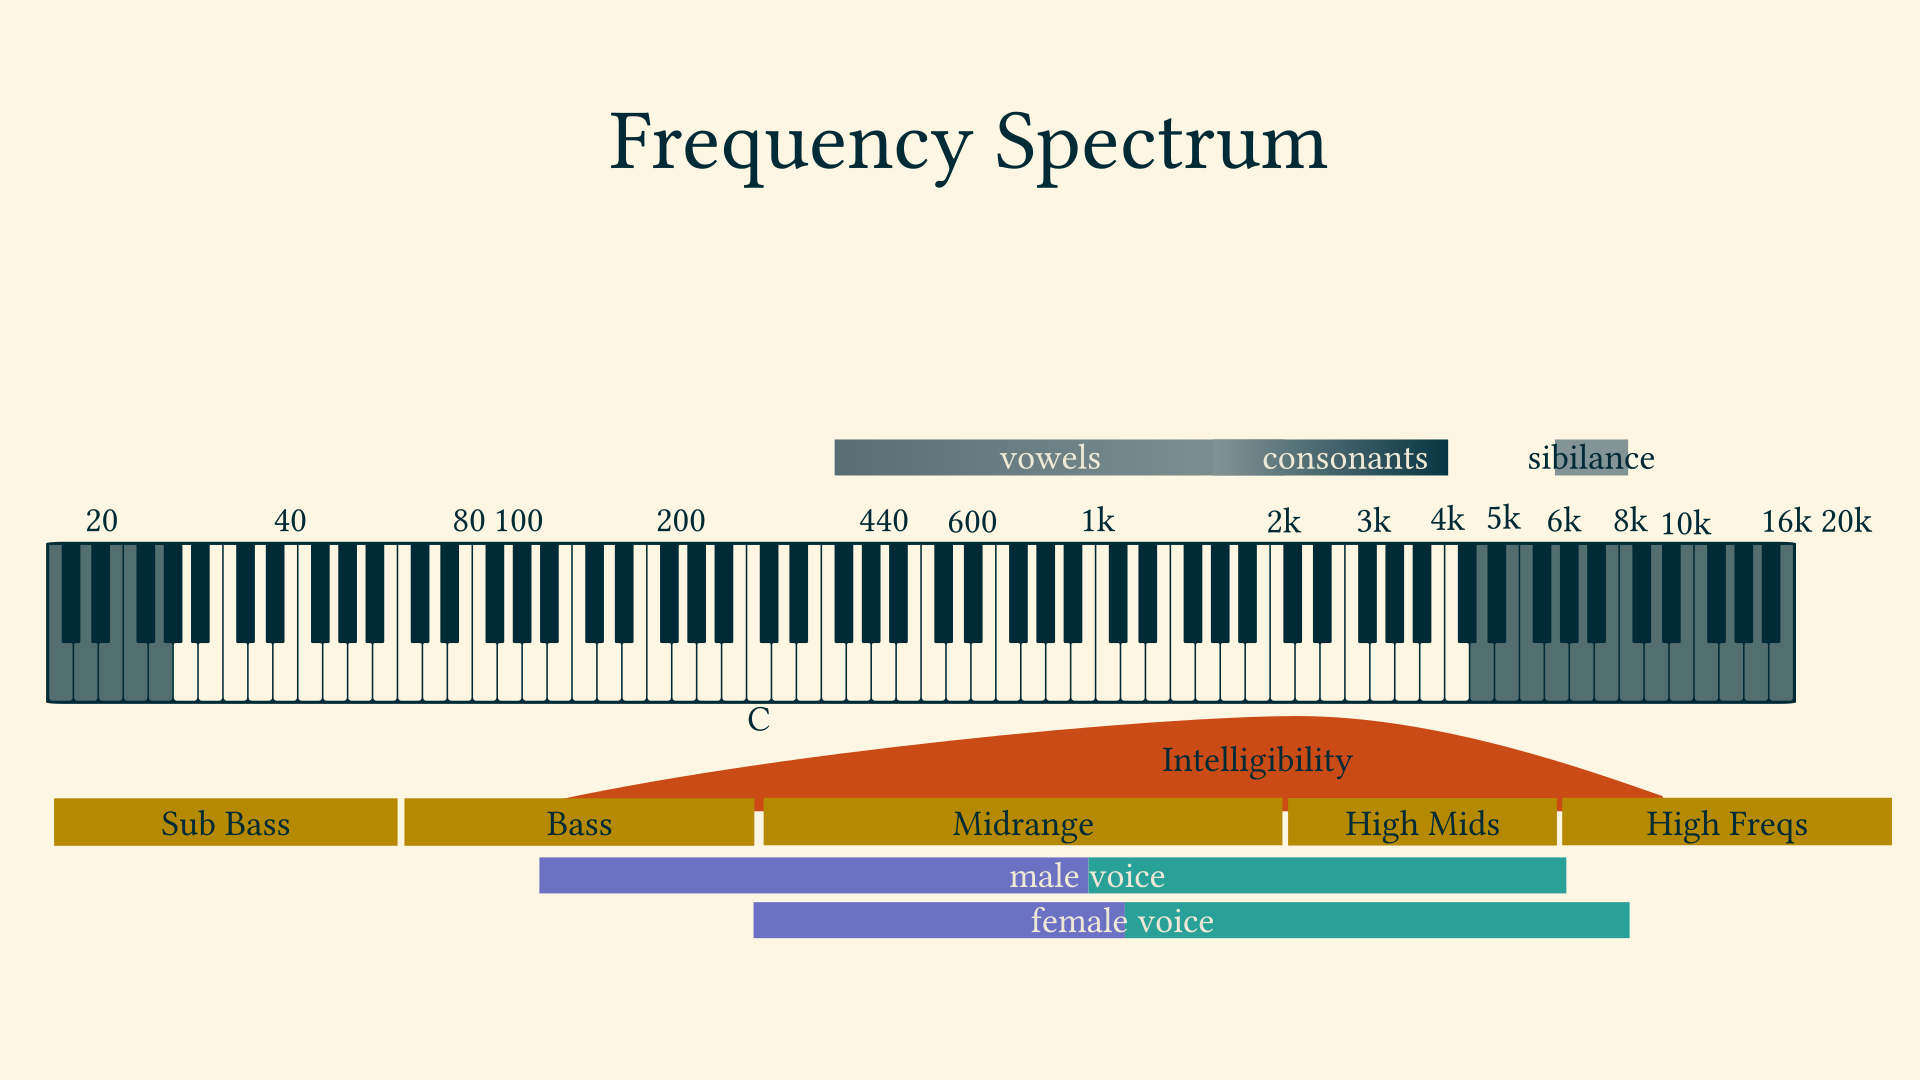 Frequency Spectrum
vowels consonants sibilance
20 40 80 100 200 440 600 1k 2k 3k 4k 5k 6k 8k 10k 16k 20k
C
Intelligibility
Sub Bass Bass Midrange High Mids High Freqs
male voice
female voice